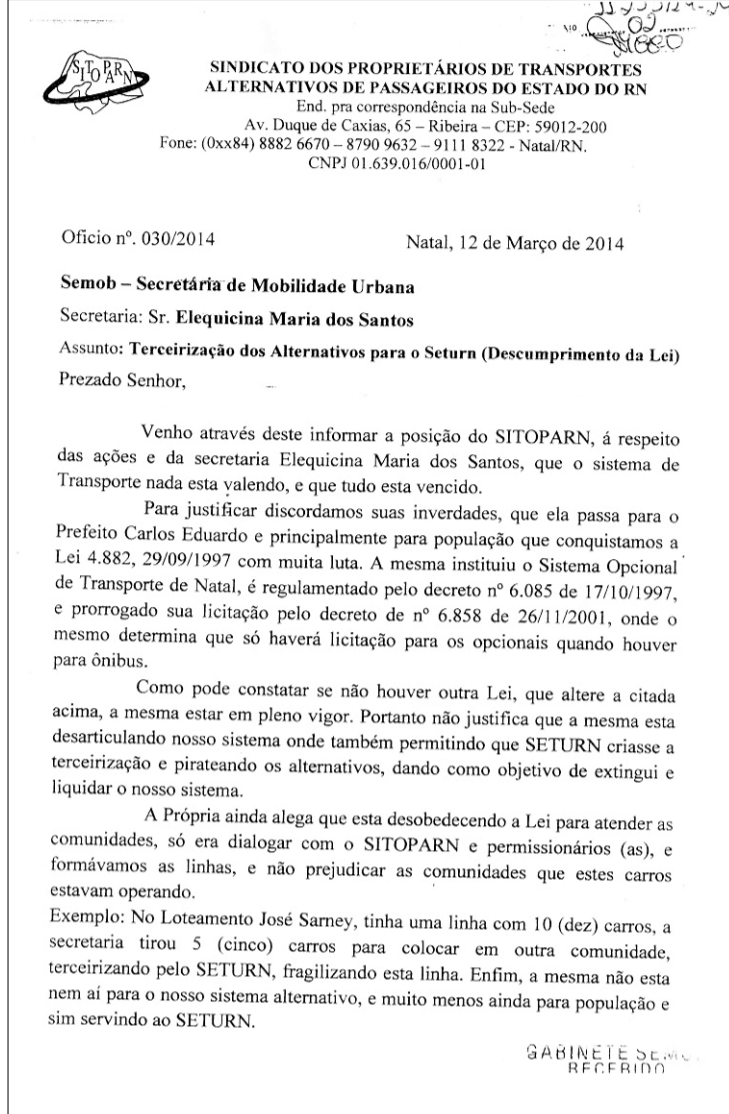 02
SITOPARN
SINDICATO DOS PROPRIETÁRIOS DE TRANSPORTES
ALTERNATIVOS DE PASSAGEIROS DO ESTADO DO RN
End. pra correspondência na Sub-Sede
Av. Duque de Caxias, 65 – Ribeira – CEP: 59012-200
Fone: (0xx84) 8882 6670 – 8790 9632 – 9111 8322 - Natal/RN.
CNPJ 01.639.016/0001-01
Oficio nº. 030/2014
Natal, 12 de Março de 2014
Semob – Secretária de Mobilidade Urbana
Secretaria: Sr. Elequicina Maria dos Santos
Assunto: Terceirização dos Alternativos para o Seturn (Descumprimento da Lei)
Prezado Senhor,
Venho através deste informar a posição do SITOPARN, á respeito
das ações e da secretaria Elequicina Maria dos Santos, que o sistema de
Transporte nada esta valendo, e que tudo esta vencido.
Para justificar discordamos suas inverdades, que ela passa para o
Prefeito Carlos Eduardo e principalmente para população que conquistamos a
Lei 4.882, 29/09/1997 com muita luta. A mesma instituiu o Sistema Opcional
de Transporte de Natal, é regulamentado pelo decreto nº 6.085 de 17/10/1997,
e prorrogado sua licitação pelo decreto de nº 6.858 de 26/11/2001, onde o
mesmo determina que só haverá licitação para os opcionais quando houver
para ônibus.
Como pode constatar se não houver outra Lei, que altere a citada
acima, a mesma estar em pleno vigor. Portanto não justifica que a mesma esta
desarticulando nosso sistema onde também permitindo que SETURN criasse a
terceirização e pirateando os alternativos, dando como objetivo de extingui e
liquidar o nosso sistema.
A Própria ainda alega que esta desobedecendo a Lei para atender as
comunidades, só era dialogar com o SITOPARN e permissionários (as), e
formávamos as linhas, e não prejudicar as comunidades que estes carros
estavam operando.
Exemplo: No Loteamento José Sarney, tinha uma linha com 10 (dez) carros, a
secretaria tirou 5 (cinco) carros para colocar em outra comunidade,
terceirizando pelo SETURN, fragilizando esta linha. Enfim, a mesma não esta
nem aí para o nosso sistema alternativo, e muito menos ainda para população e
sim servindo ao SETURN.
GABINETE
RECEBIDO